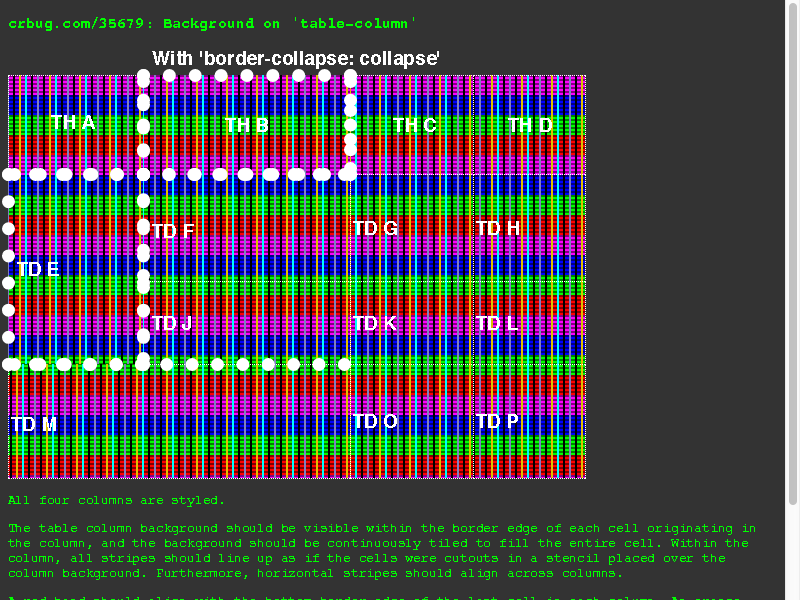 crbug.com/35679: Background on 'table-column'
With 'border-collapse: collapse'
TH A TH B TH C TH D
TD F TD G TD H
TD E
TD J TD K TD L
TD M TD O TD P
All four columns are styled.
The table column background should be visible within the border edge of each cell originating in
the column, and the background should be continuously tiled to fill the entire cell. Within the
column, all stripes should line up as if the cells were cutouts in a stencil placed over the
column background. Furthermore, horizontal stripes should align across columns.